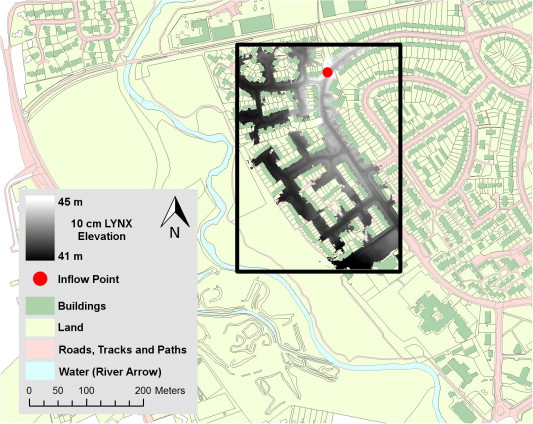 45 m
10 cm LYNX
Elevation
41 m
N
Inflow Point
Buildings
Land
Roads, Tracks and Paths
Water (River Arrow)
0 50 100 200 Meters